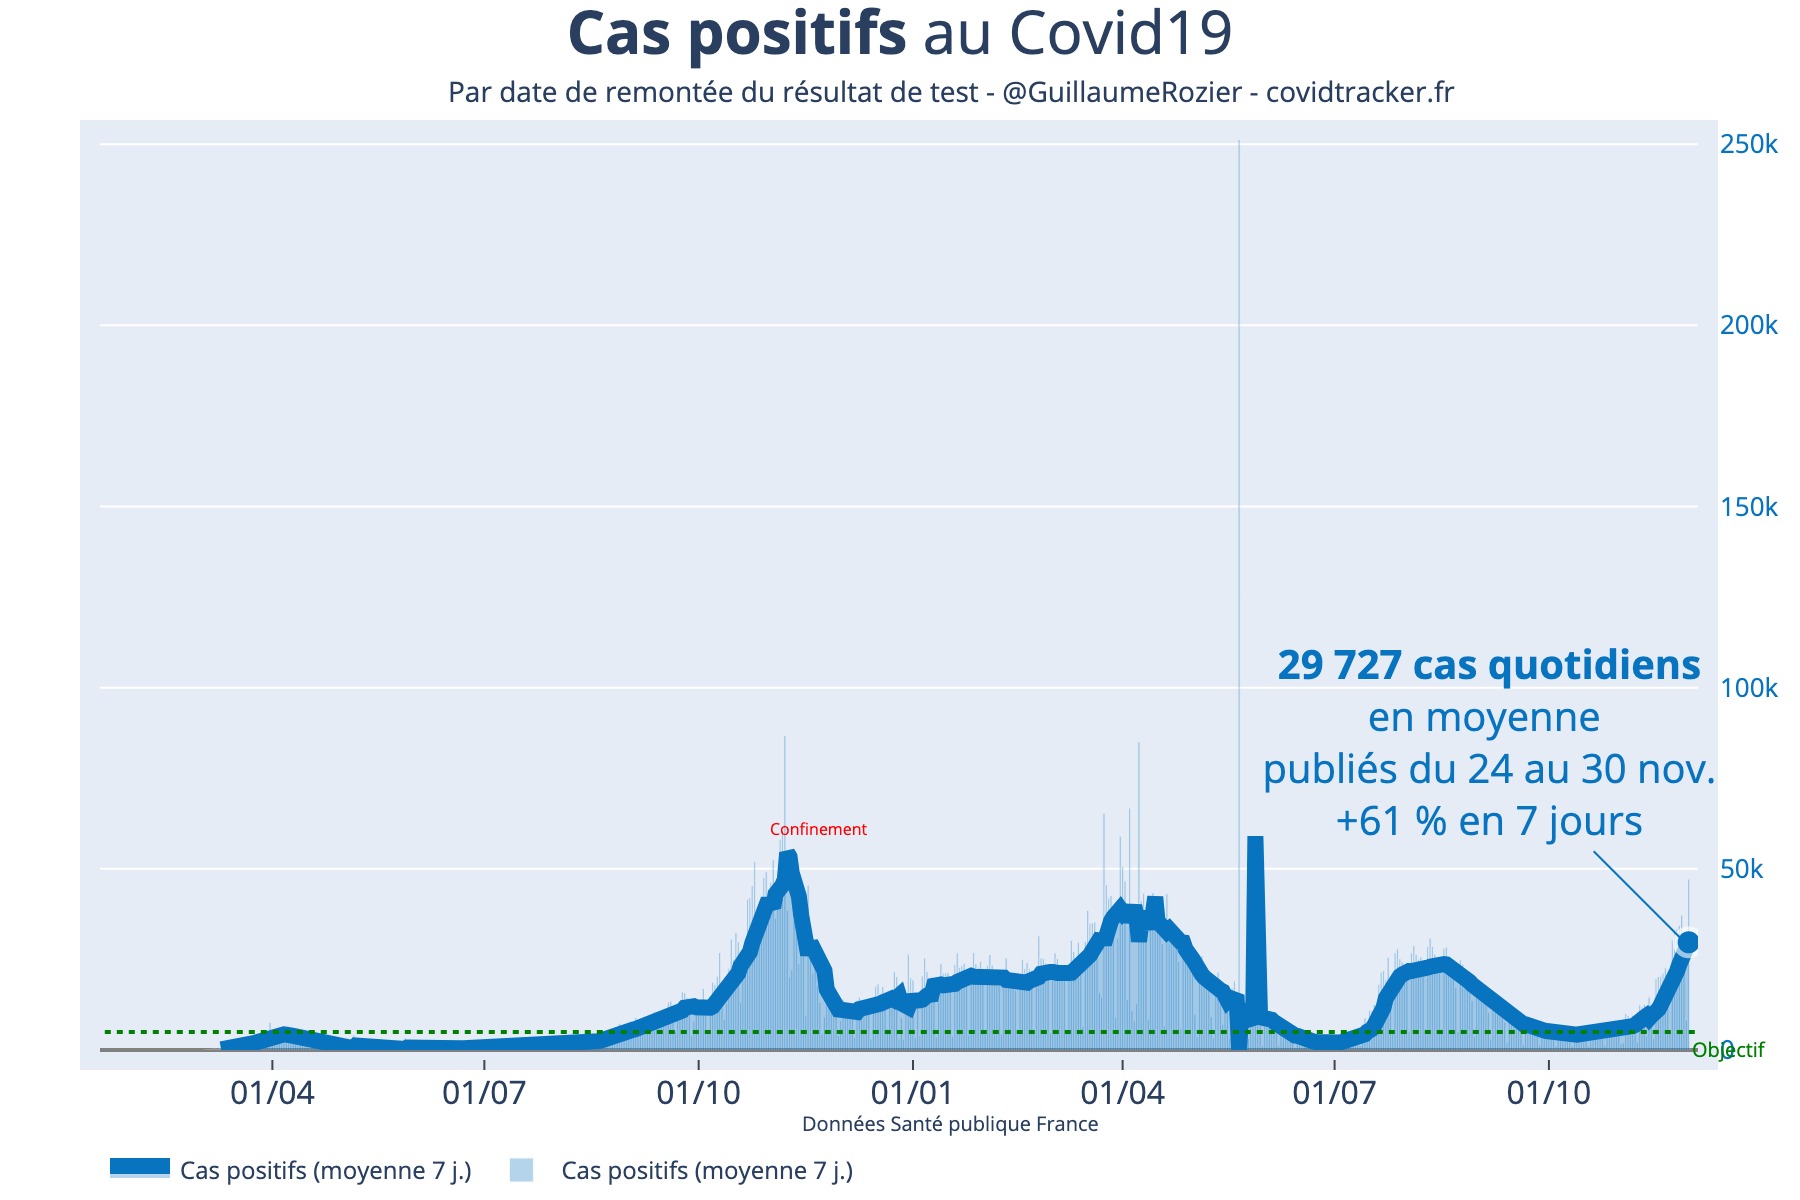 Cas positifs au Covid19
Par date de remontée du résultat de test - @GuillaumeRozier - covidtracker.fr
250k
200k
150k
29 727 cas quotidiens
100k
en moyenne
publiés du 24 au 30 nov.
+61 % en 7 jours
Confinement
50k
0
Objectif
01/04 01/07 01/10 01/01 01/04 01/07 01/10
Données Santé publique France
Cas positifs (moyenne 7 j.) Cas positifs (moyenne 7 j.)